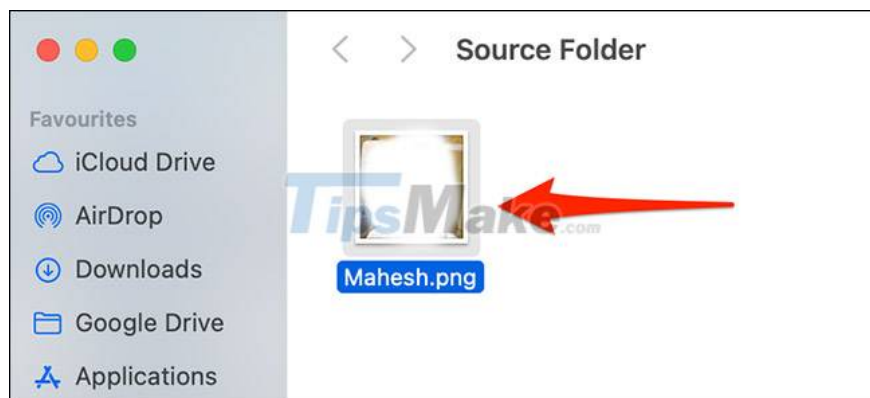 Source Folder
Favourites
iCloud Drive
AirDrop
Downloads
Google Drive
Applications
Mahesh.png
TipsMake.com